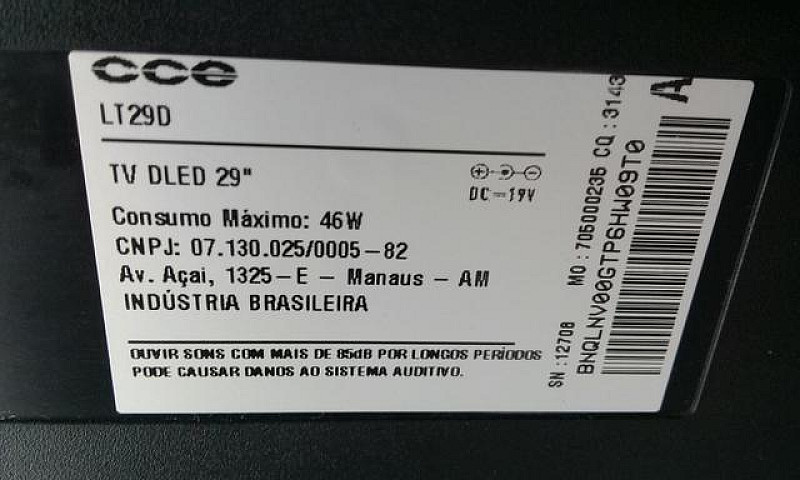 CCE
LT29D
TV DLED 29"
DC⎓19V
Consumo Máximo: 46W
CNPJ: 07.130.025/0005-82
Av. Açai, 1325-E - Manaus - AM
INDÚSTRIA BRASILEIRA
OUVIR SONS COM MAIS DE 85dB POR LONGOS PERÍODOS
PODE CAUSAR DANOS AO SISTEMA AUDITIVO.
SN:12708 MO:705000235 CQ:3143
BNQLNV00GTP6HW09T0
A